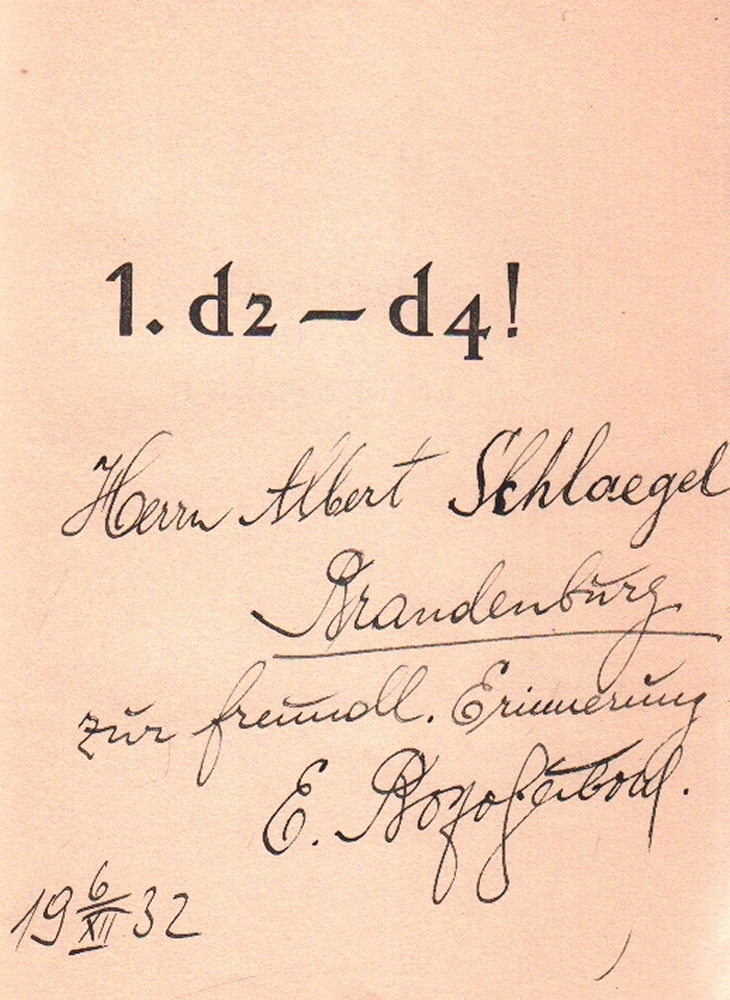 1. d2 – d4!
Herrn Albert Schlaegel
Brandenburg
zur freundl. Erinnerung
E. Bogoljubow.
19 6/XII 32